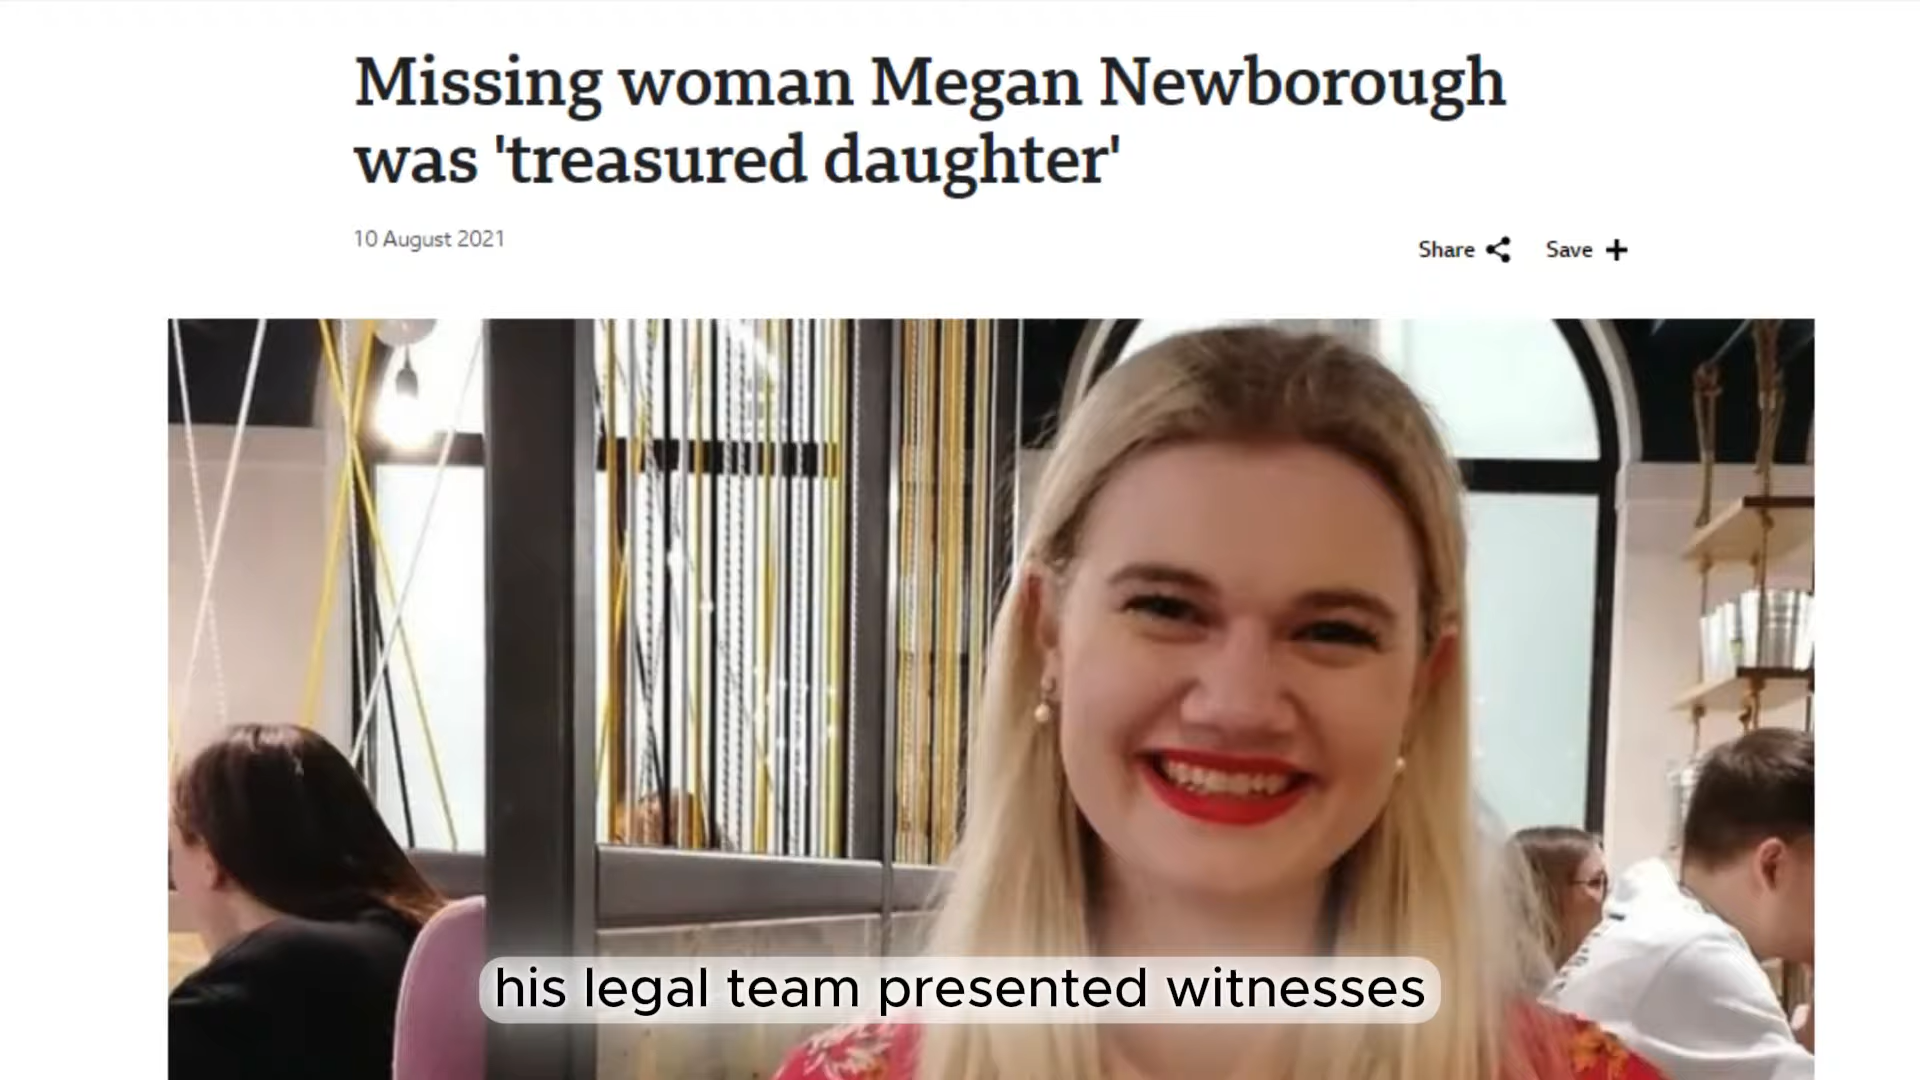 Missing woman Megan Newborough
was 'treasured daughter'
10 August 2021
Share
Save
his legal team presented witnesses